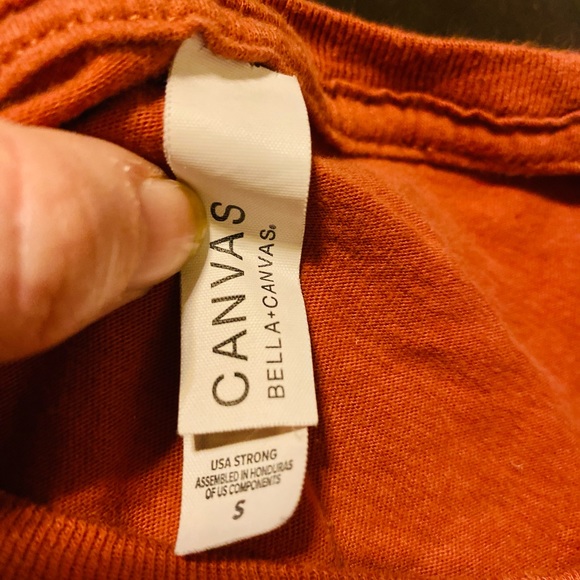 CANVAS
BELLA+CANVAS®
USA STRONG
ASSEMBLED IN HONDURAS
OF US COMPONENTS
S